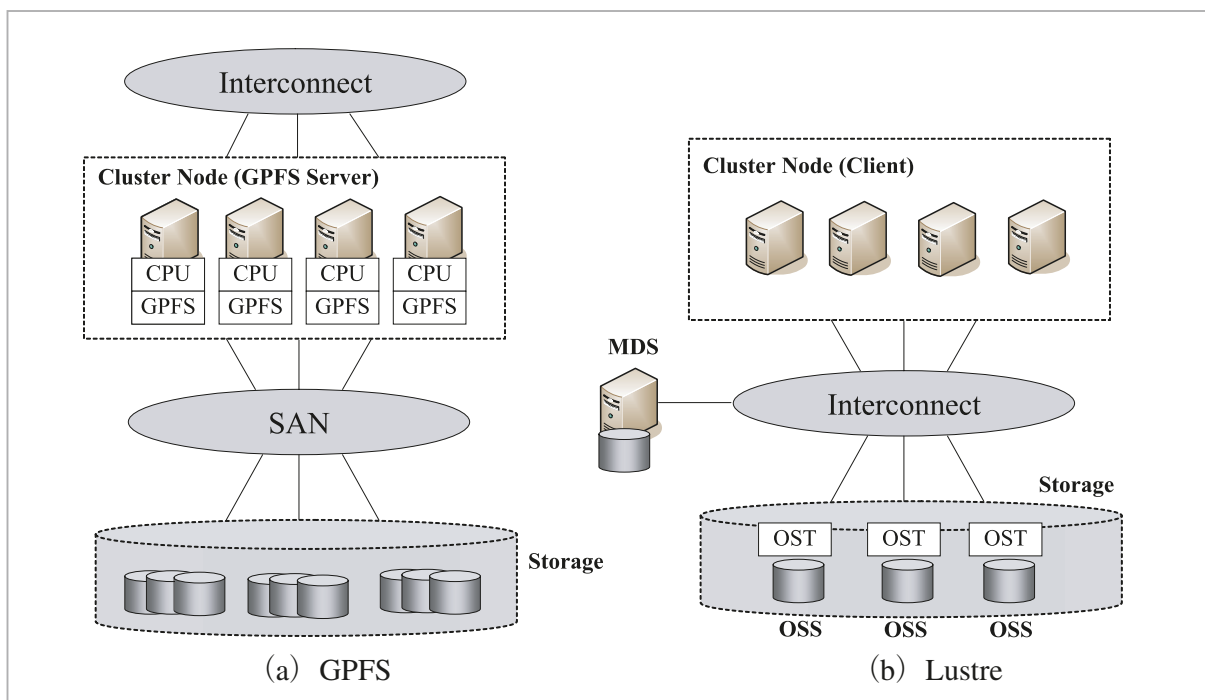 Interconnect
Cluster Node (GPFS Server)
CPU
CPU
CPU
CPU
GPFS
GPFS
GPFS
GPFS
SAN
Storage
(a) GPFS
Cluster Node (Client)
MDS
Interconnect
Storage
OST
OST
OST
OSS
OSS
OSS
(b) Lustre